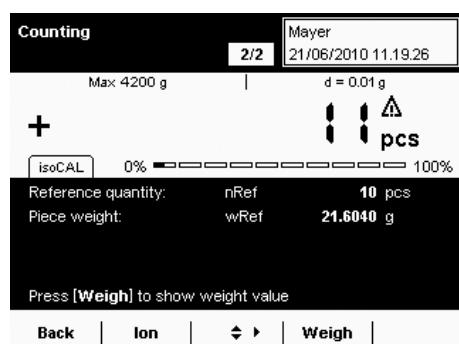 Counting
2/2
Mayer
21/06/2010 11.19.26
Max 4200 g
d = 0.01 g
+ 11 pcs
isoCAL 0% 100%
Reference quantity: nRef 10 pcs
Piece weight: wRef 21.6040 g
Press [Weigh] to show weight value
Back Ion Weigh